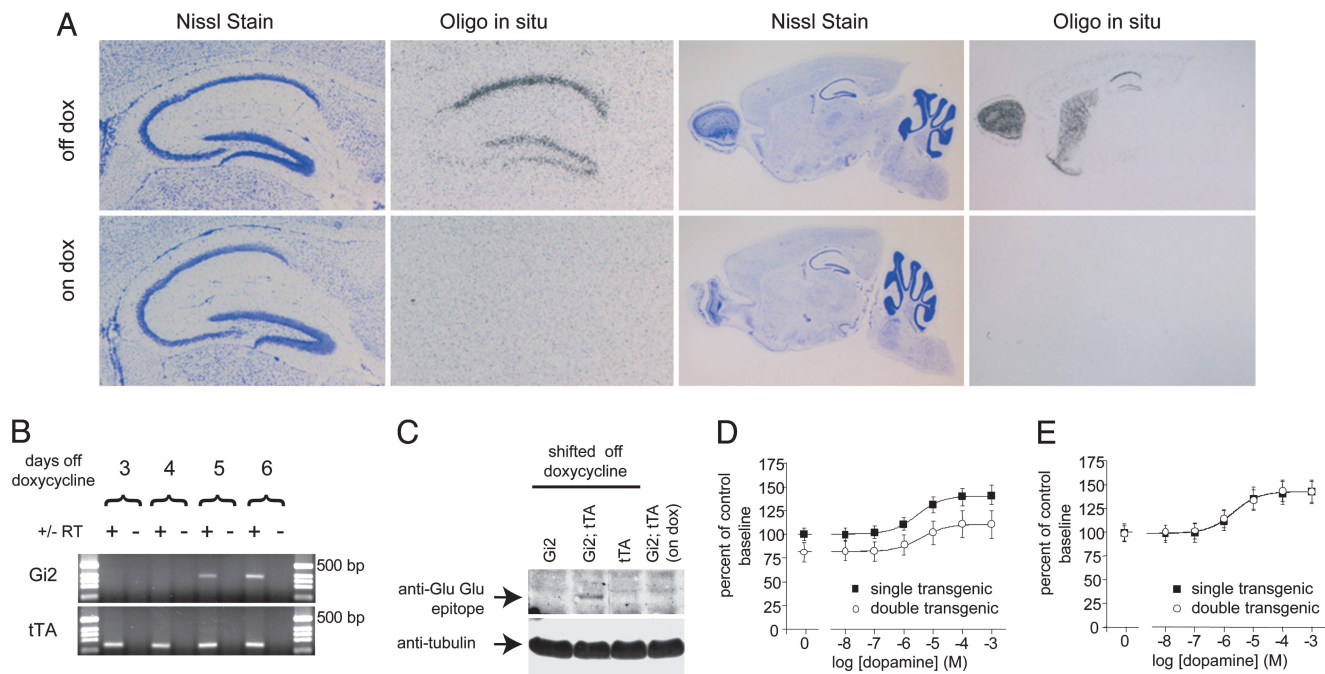 A
Nissl Stain
Oligo in situ
Nissl Stain
Oligo in situ
off dox
on dox
B
days off
doxycycline
3
4
5
6
+/- RT
+ - + - + - + -
Gi2
500 bp
tTA
500 bp
C
shifted off
doxycycline
Gi2
Gi2; tTA
tTA
Gi2; tTA
(on dox)
anti-Glu Glu
epitope
anti-tubulin
D
percent of control
baseline
175
150
125
100
75
50
25
0
single transgenic
double transgenic
0 -8 -7 -6 -5 -4 -3
log [dopamine] (M)
E
percent of control
baseline
175
150
125
100
75
50
25
0
single transgenic
double transgenic
0 -8 -7 -6 -5 -4 -3
log [dopamine] (M)